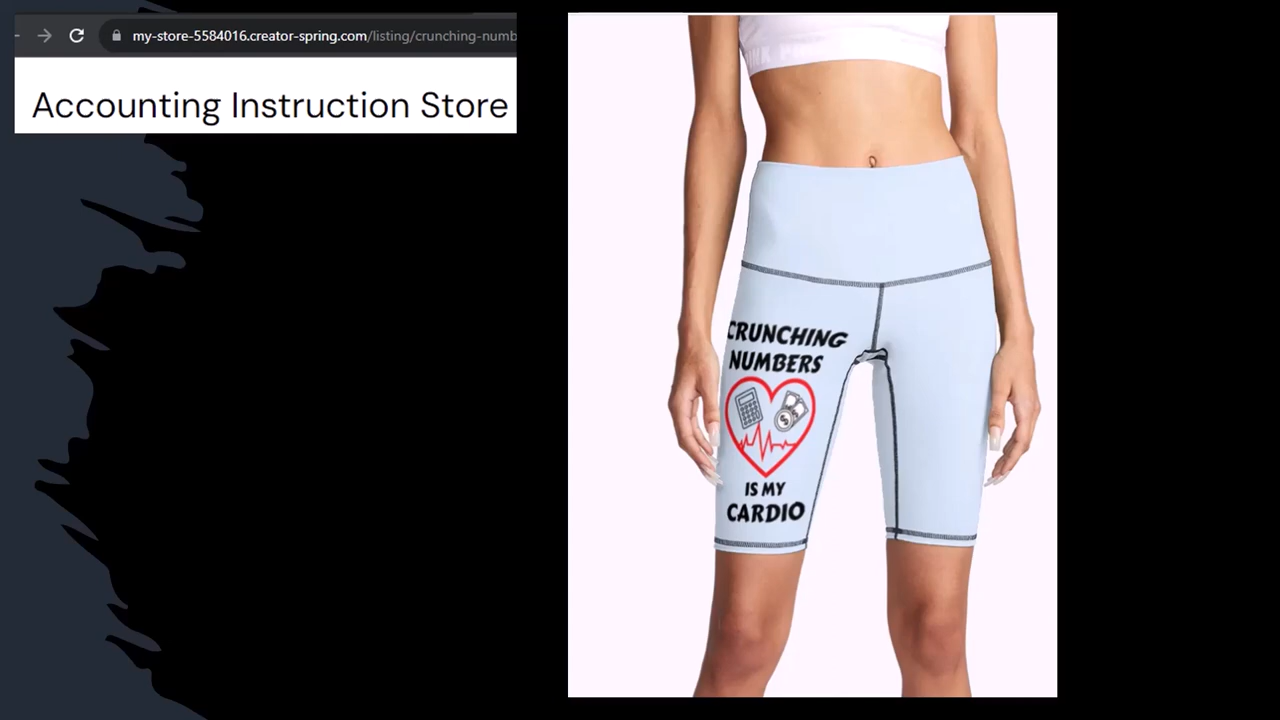 my-store-5584016.creator-spring.com/listing/crunching-numb
Accounting Instruction Store
CRUNCHING
NUMBERS
IS MY
CARDIO